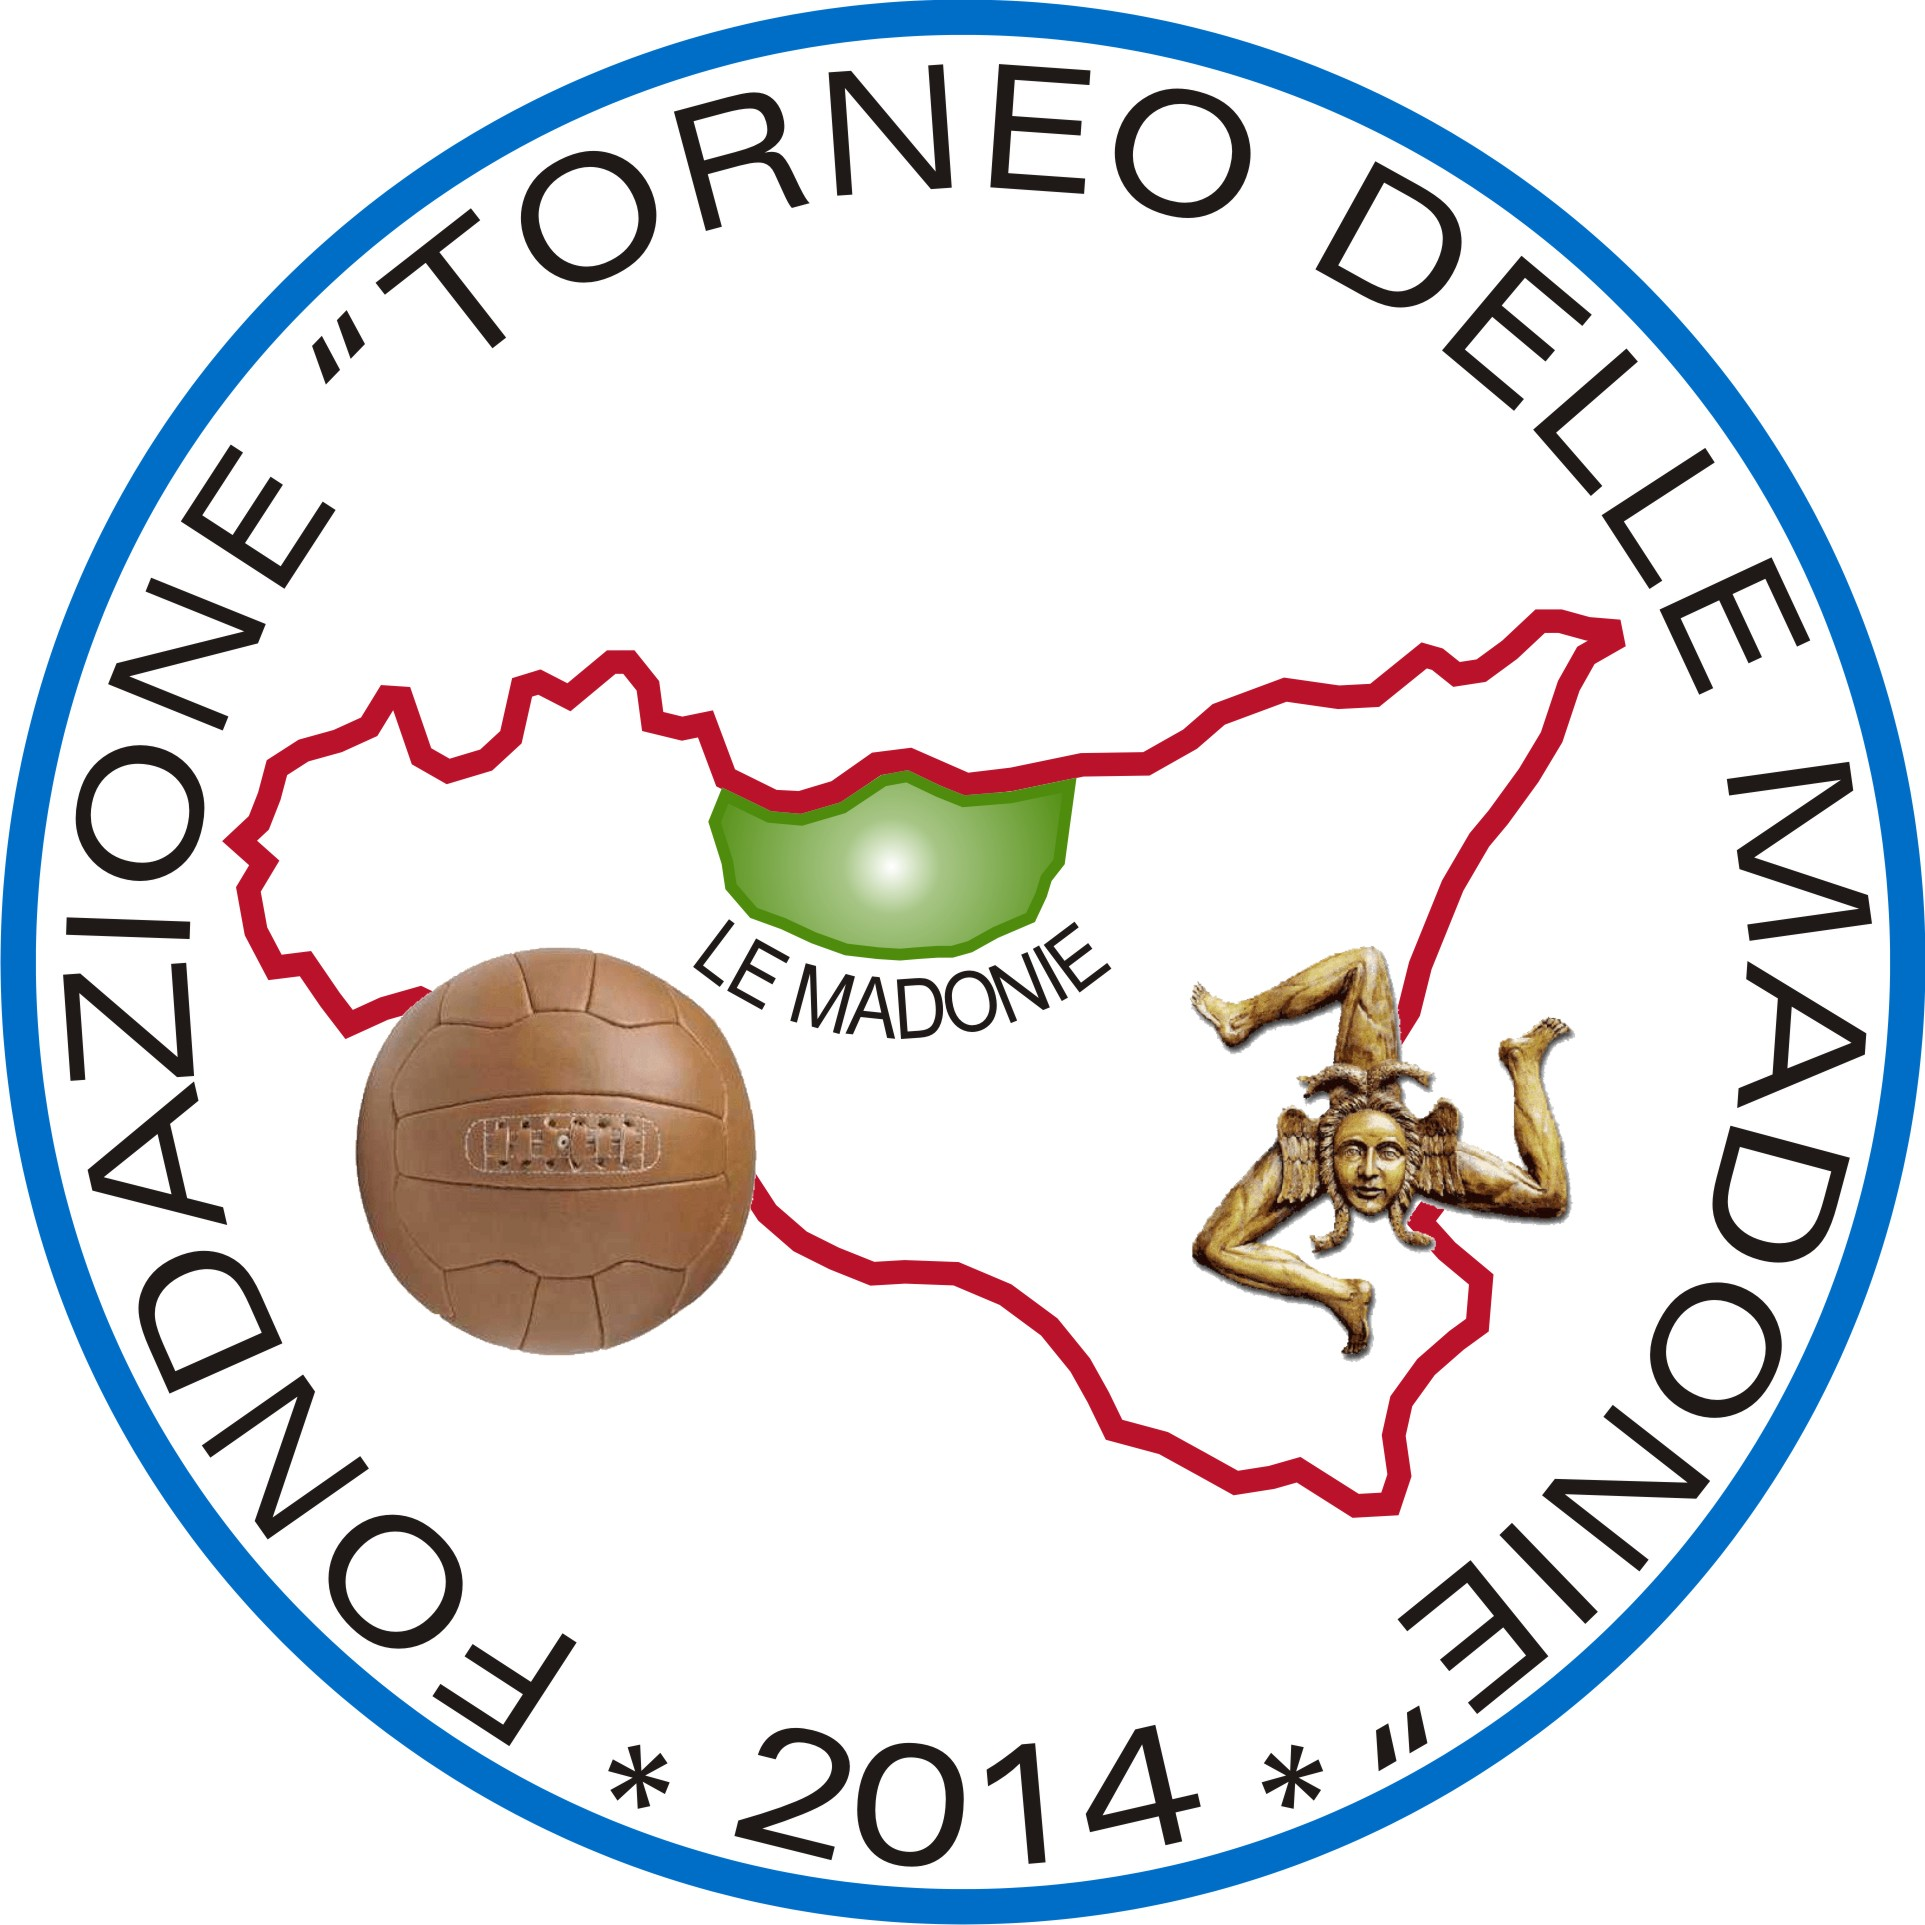 FONDAZIONE "TORNEO DELLE MADONIE"
* 2014 *
LE MADONIE